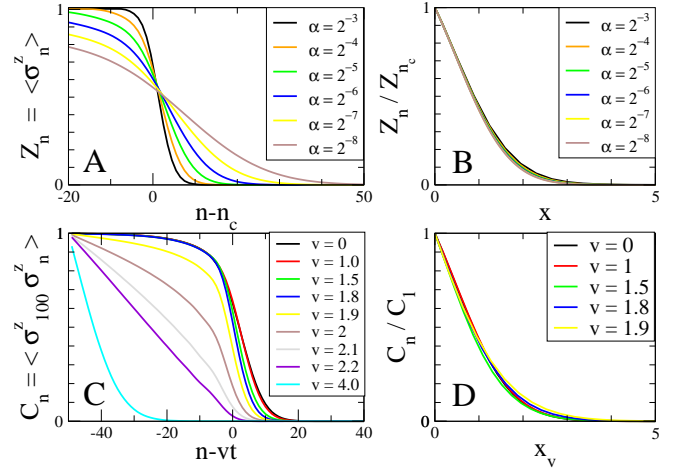 Z_n = <σ^z_n>
1
0
-20
0
50
n-n_c
A
α = 2^-3
α = 2^-4
α = 2^-5
α = 2^-6
α = 2^-7
α = 2^-8
Z_n / Z_{n_c}
1
0
0
5
x
B
α = 2^-3
α = 2^-4
α = 2^-5
α = 2^-6
α = 2^-7
α = 2^-8
C_n = <σ^z_100 σ^z_n>
1
0
-40
-20
0
20
40
n-vt
C
v = 0
v = 1.0
v = 1.5
v = 1.8
v = 1.9
v = 2
v = 2.1
v = 2.2
v = 4.0
C_n / C_1
1
0
0
5
x_v
D
v = 0
v = 1
v = 1.5
v = 1.8
v = 1.9